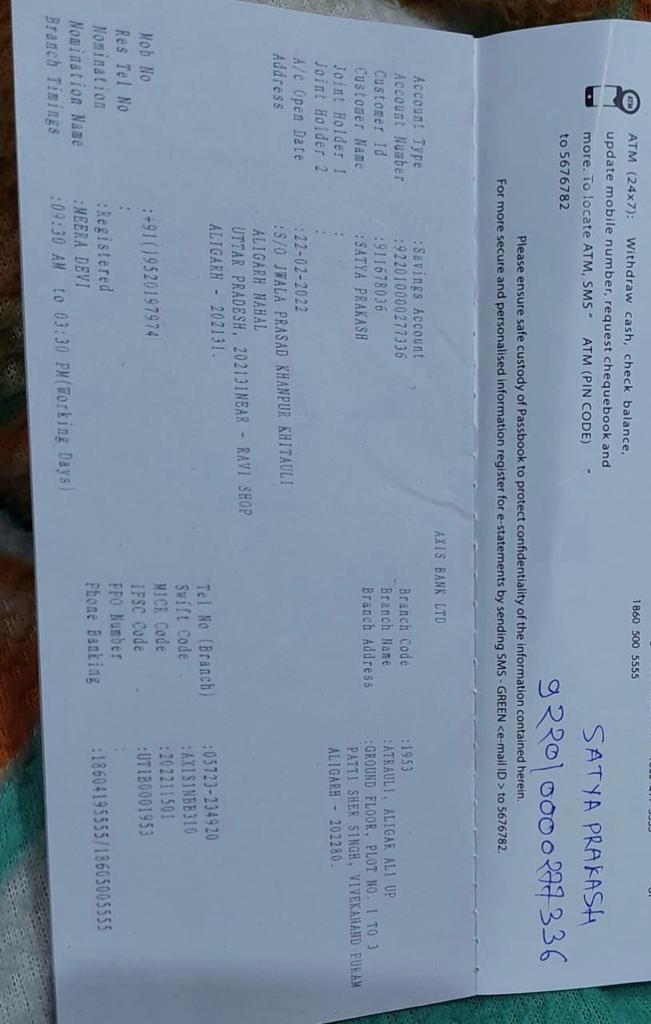 ATM (24x7): Withdraw cash, check balance,
update mobile number, request chequebook and
more. To locate ATM, SMS " ATM (PIN CODE) "
to 5676782
1860 500 5555
SATYA PRAKASH
922010000277336
Please ensure safe custody of Passbook to protect confidentiality of the information contained herein.
For more secure and personalised information register for e-statements by sending SMS - GREEN <e-mail ID > to 5676782.
AXIS BANK LTD
Account Type :Savings Account
Account Number :922010000277336
Customer Id :911678036
Customer Name :SATYA PRAKASH
Joint Holder 1 :
Joint Holder 2 :
A/c Open Date :22-02-2022
Address :S/O JWALA PRASAD KHANPUR KHITAULI
ALIGARH NAHAL
UTTAR PRADESH, 202131NEAR - RAVI SHOP
ALIGARH - 202131.
Mob No :+91()9520197974
Res Tel No :
Nomination :Registered
Nomination Name :MEERA DEVI
Branch Timings :09:30 AM to 03:30 PM(Working Days)
Branch Code :1953
Branch Name :ATRAULI, ALIGAR ALI UP
Branch Address :GROUND FLOOR, PLOT NO. 1 TO 3
PATTI SHER SINGH, VIVEKANAND PURAM
ALIGARH - 202280.
Tel No (Branch) :05723-234920
Swift Code :AXISINBB310
MICR Code :202211501
IFSC Code :UTIB0001953
PPO Number :
Phone Banking :18604195555/18605005555